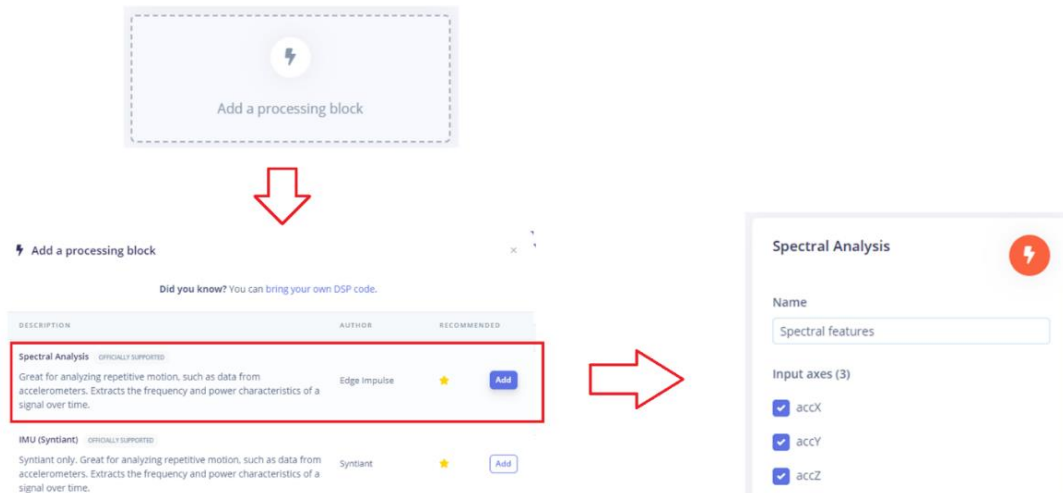 Add a processing block
Add a processing block
×
Did you know? You can bring your own DSP code.
DESCRIPTION AUTHOR RECOMMENDED
Spectral Analysis OFFICIALLY SUPPORTED
Great for analyzing repetitive motion, such as data from
accelerometers. Extracts the frequency and power characteristics of a
signal over time.
Edge Impulse
Add
IMU (Syntiant) OFFICIALLY SUPPORTED
Syntiant only. Great for analyzing repetitive motion, such as data from
accelerometers. Extracts the frequency and power characteristics of a
signal over time.
Syntiant
Add
Spectral Analysis
Name
Spectral features
Input axes (3)
accX
accY
accZ